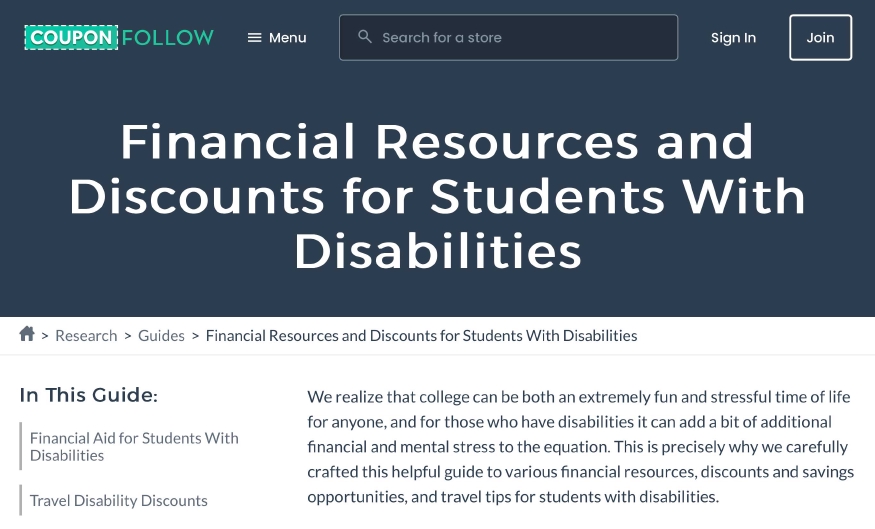 COUPON FOLLOW
Menu
Search for a store
Sign In
Join
Financial Resources and
Discounts for Students With
Disabilities
> Research > Guides > Financial Resources and Discounts for Students With Disabilities
In This Guide:
Financial Aid for Students With
Disabilities
Travel Disability Discounts
We realize that college can be both an extremely fun and stressful time of life
for anyone, and for those who have disabilities it can add a bit of additional
financial and mental stress to the equation. This is precisely why we carefully
crafted this helpful guide to various financial resources, discounts and savings
opportunities, and travel tips for students with disabilities.